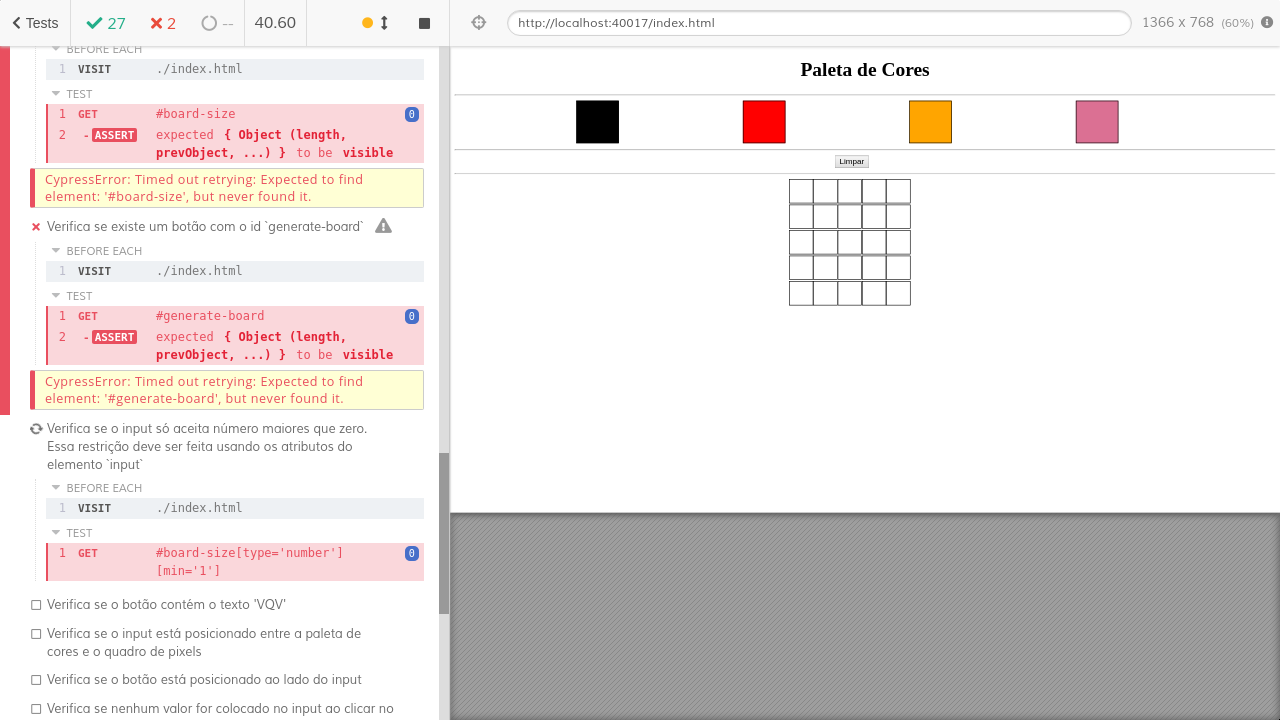 Tests
27
2
--
40.60
http://localhost:40017/index.html
1366 x 768 (60%)
BEFORE EACH
1 VISIT ./index.html
TEST
1 GET #board-size 0
2 -ASSERT expected { Object (length,
prevObject, ...) } to be visible
CypressError: Timed out retrying: Expected to find
element: '#board-size', but never found it.
Verifica se existe um botão com o id `generate-board`
BEFORE EACH
1 VISIT ./index.html
TEST
1 GET #generate-board 0
2 -ASSERT expected { Object (length,
prevObject, ...) } to be visible
CypressError: Timed out retrying: Expected to find
element: '#generate-board', but never found it.
Verifica se o input só aceita número maiores que zero.
Essa restrição deve ser feita usando os atributos do
elemento `input`
BEFORE EACH
1 VISIT ./index.html
TEST
1 GET #board-size[type='number'] 0
[min='1']
Verifica se o botão contém o texto 'VQV'
Verifica se o input está posicionado entre a paleta de
cores e o quadro de pixels
Verifica se o botão está posicionado ao lado do input
Verifica se nenhum valor for colocado no input ao clicar no
Paleta de Cores
Limpar